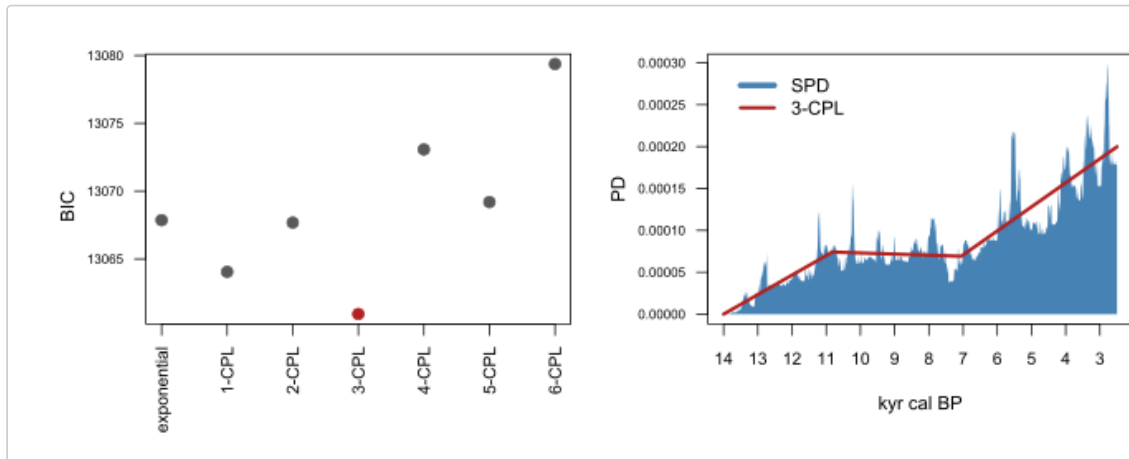 BIC
13080
13075
13070
13065
exponential
1-CPL
2-CPL
3-CPL
4-CPL
5-CPL
6-CPL
PD
0.00030
0.00025
0.00020
0.00015
0.00010
0.00005
0.00000
SPD
3-CPL
14 13 12 11 10 9 8 7 6 5 4 3
kyr cal BP